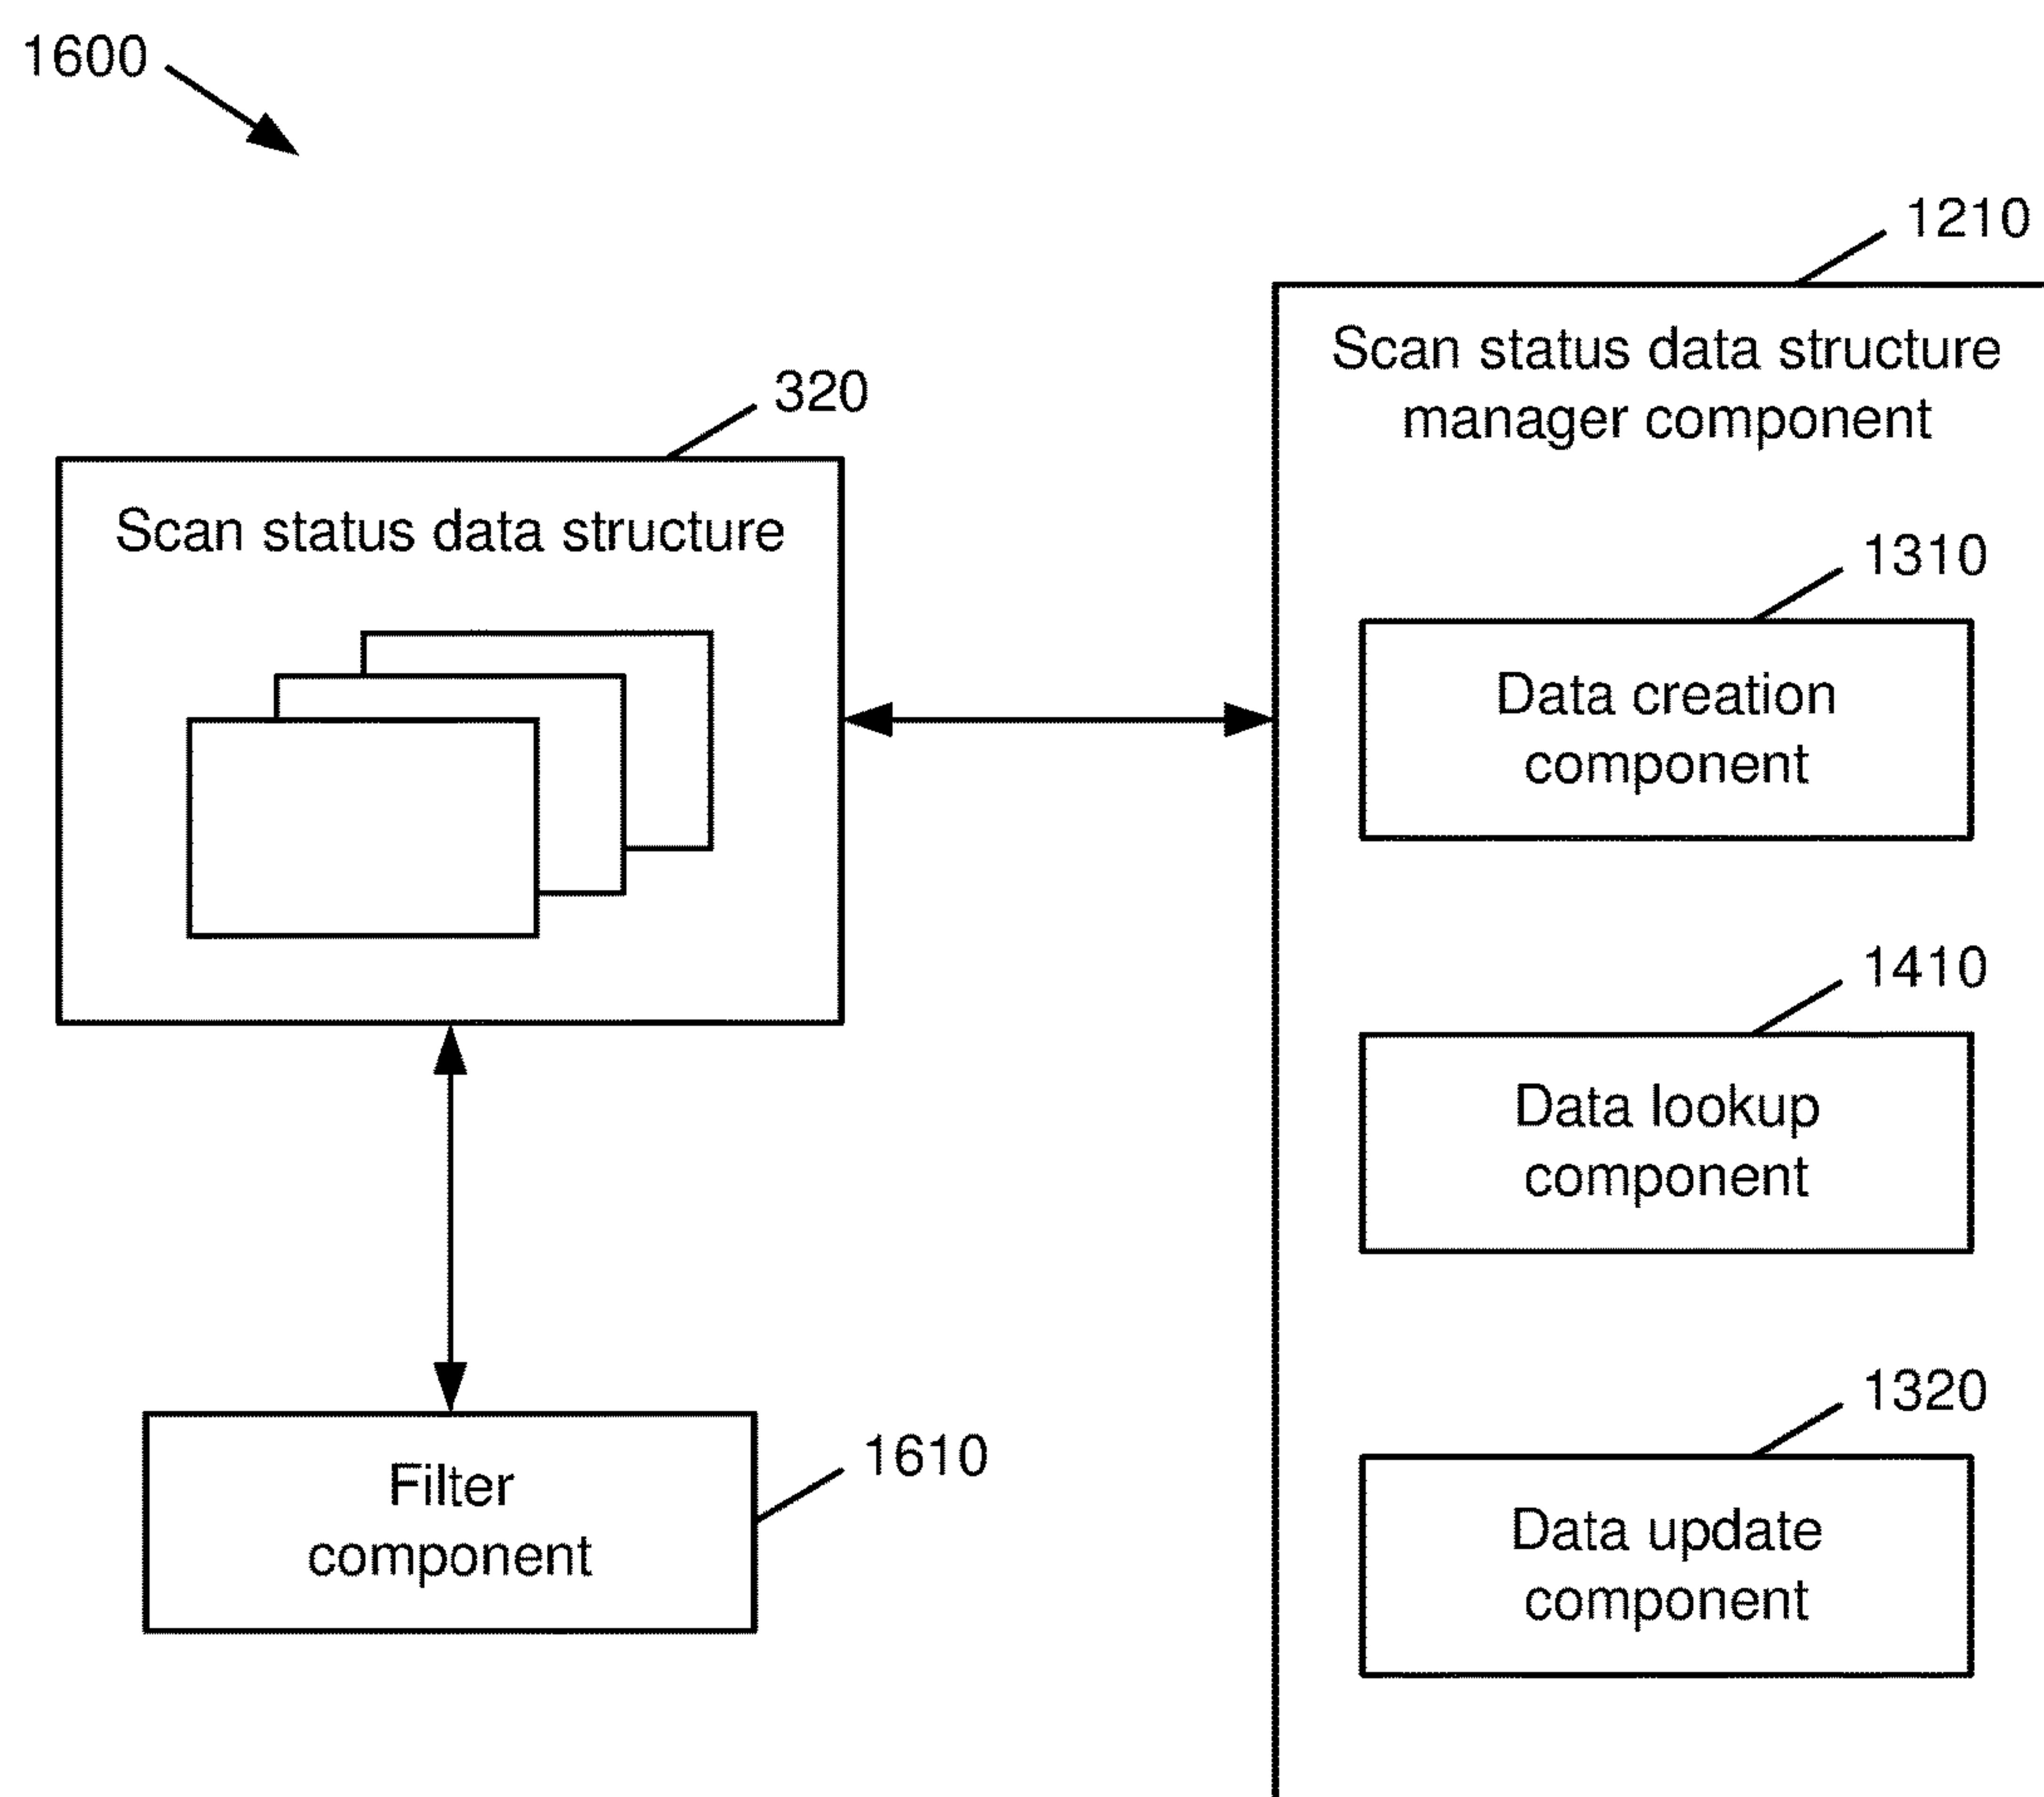 1600
1210
Scan status data structure
manager component
320
Scan status data structure
1310
Data creation
component
1410
Data lookup
component
1320
Data update
component
1610
Filter
component